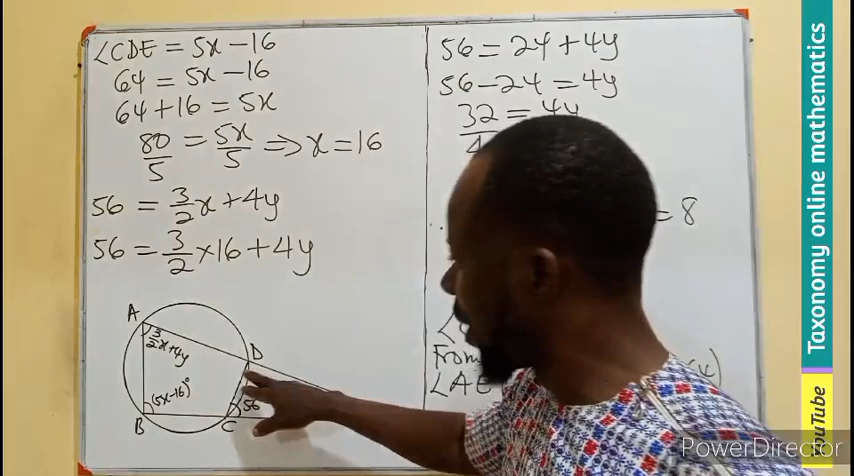 ∠CDE = 5x − 16
64 = 5x − 16
64 + 16 = 5x
80/5 = 5x/5 ⇒ x = 16
56 = 3/2 x + 4y
56 = 3/2 × 16 + 4y
A
3/2 x + 4y
D
(5x−16)°
56
B
C
56 = 24 + 4y
56 − 24 = 4y
32 = 4y
= 8
From
∠AE
Taxonomy online mathematics
YouTube
PowerDirector